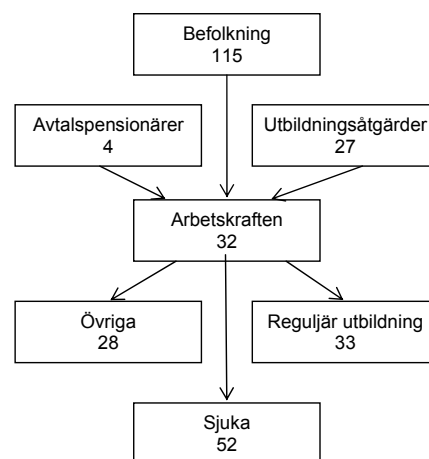 Befolkning
115
Avtalspensionärer
4
Utbildningsåtgärder
27
Arbetskraften
32
Övriga
28
Reguljär utbildning
33
Sjuka
52